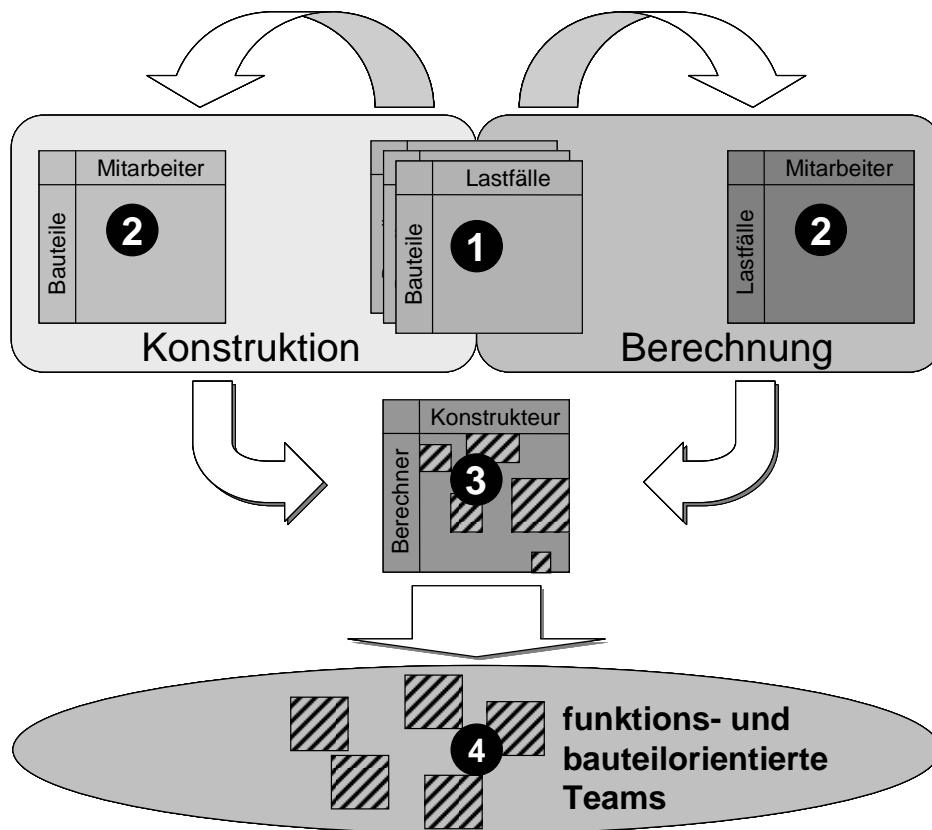 Mitarbeiter
Bauteile
2
Lastfälle
Bauteile
1
Mitarbeiter
Lastfälle
2
Konstruktion
Berechnung
Konstrukteur
Berechner
3
4
funktions- und
bauteilorientierte
Teams